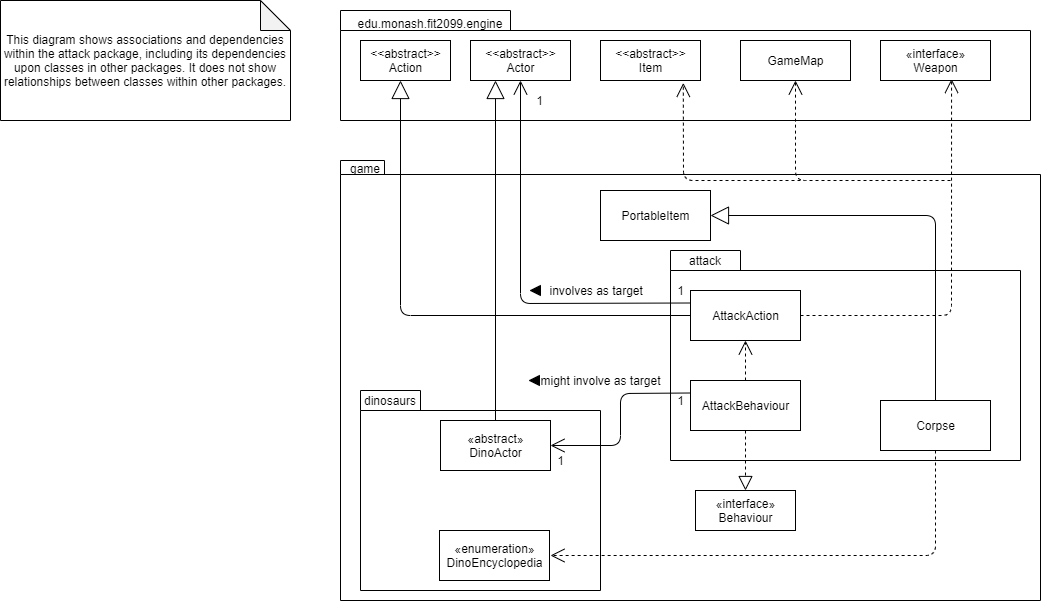 This diagram shows associations and dependencies
within the attack package, including its dependencies
upon classes in other packages. It does not show
relationships between classes within other packages.
edu.monash.fit2099.engine
<<abstract>>
Action
<<abstract>>
Actor
<<abstract>>
Item
GameMap
«interface»
Weapon
1
game
PortableItem
attack
involves as target
1
AttackAction
might involve as target
1
AttackBehaviour
Corpse
dinosaurs
«abstract»
DinoActor
1
«interface»
Behaviour
«enumeration»
DinoEncyclopedia